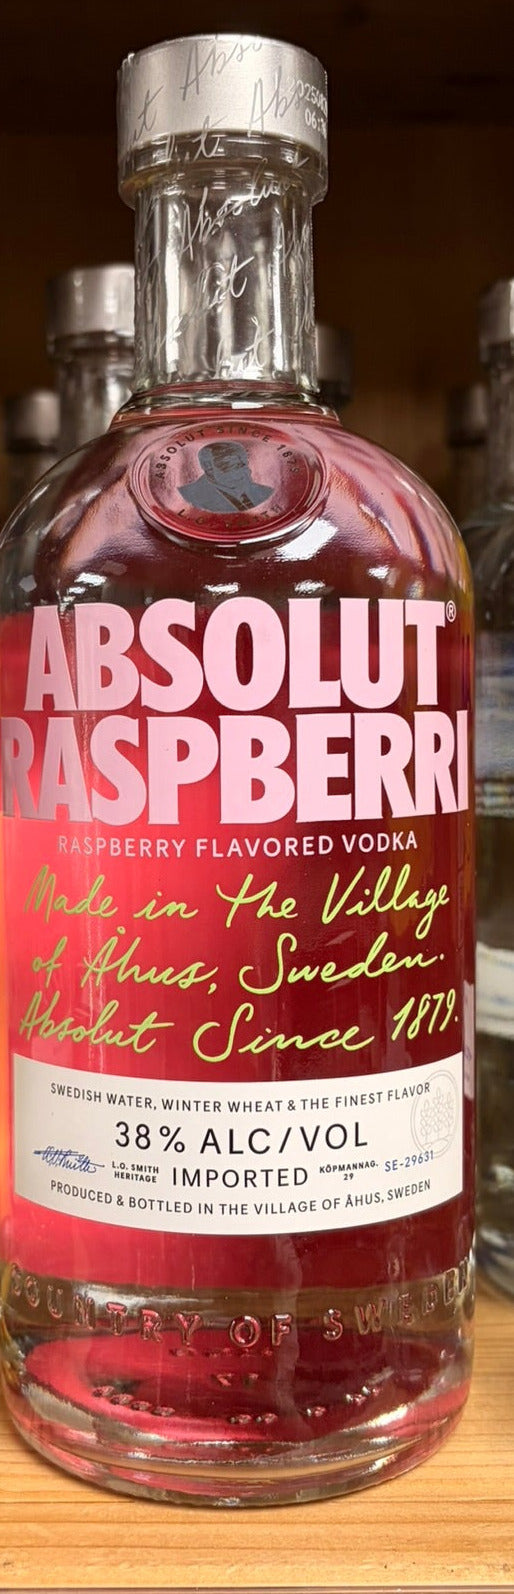 Absolut
ABSOLUT SINCE 1879
ABSOLUT®
RASPBERRI
RASPBERRY FLAVORED VODKA
Made in the Village
of Åhus, Sweden.
Absolut Since 1879.
SWEDISH WATER, WINTER WHEAT & THE FINEST FLAVOR
38% ALC/VOL
L.O. SMITH
HERITAGE
IMPORTED
KÖPMANNAG.
29
SE-29631
PRODUCED & BOTTLED IN THE VILLAGE OF ÅHUS, SWEDEN
COUNTRY OF SWEDEN